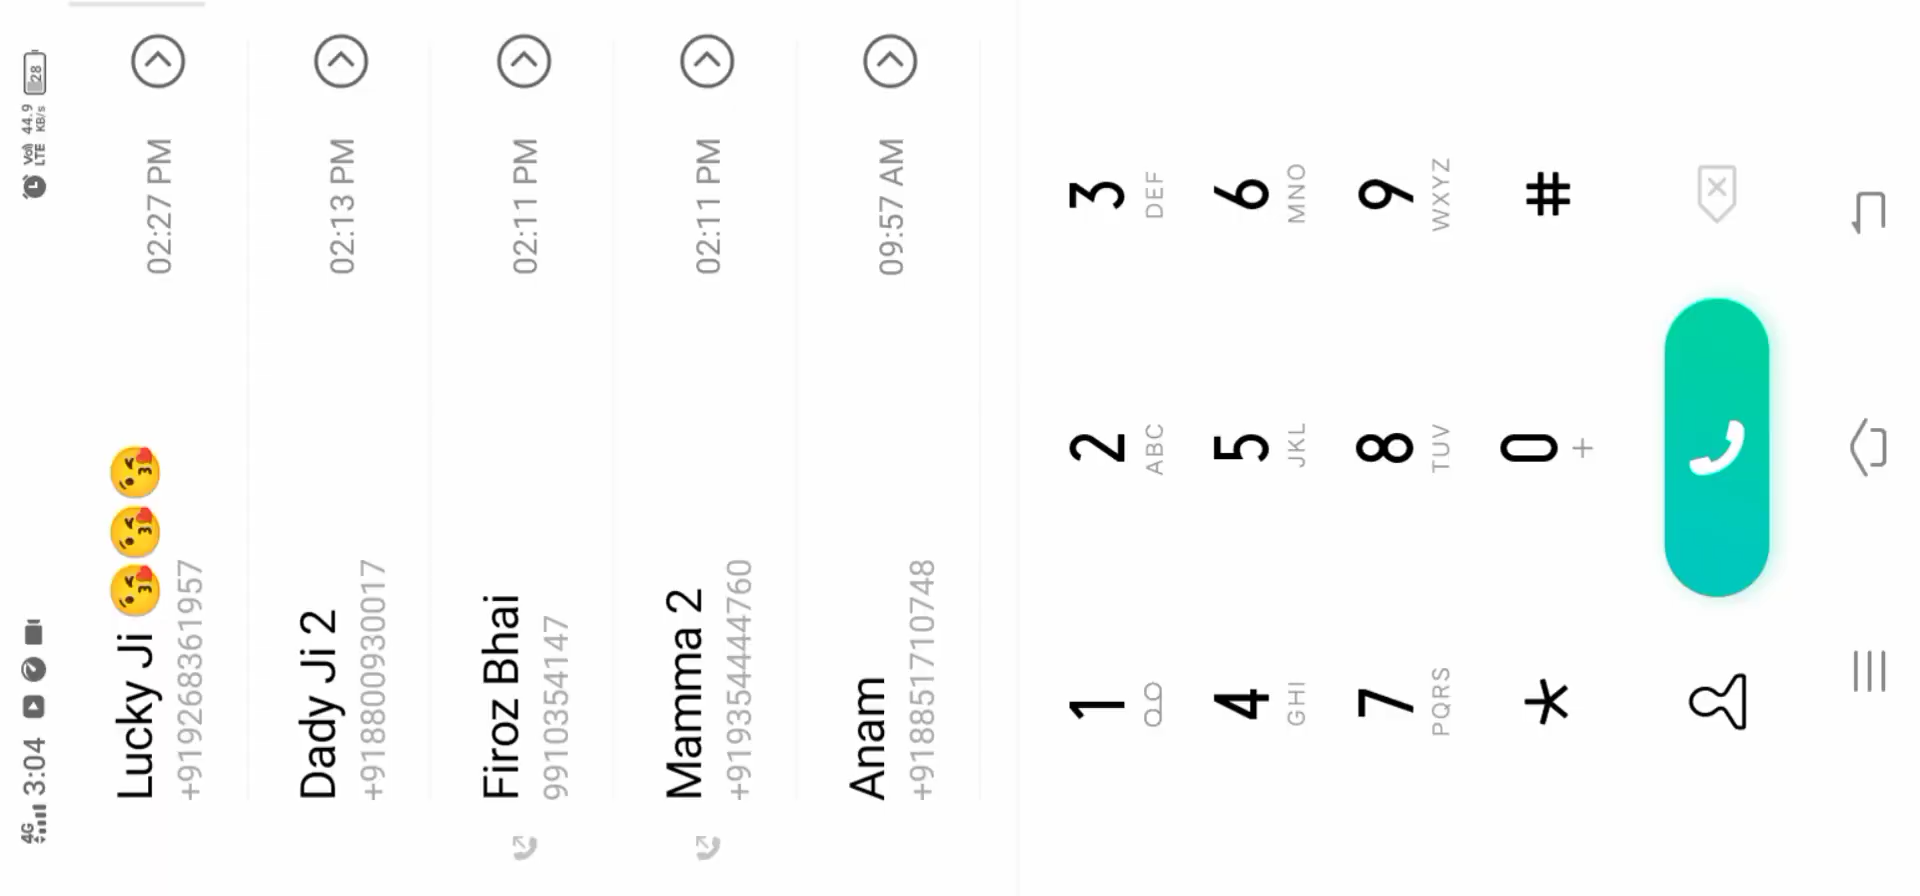 4G 3:04 Vo) LTE 44.9 KB/s 28
Lucky Ji 😘😘😘 02:27 PM
+919268361957
Dady Ji 2 02:13 PM
+918800930017
Firoz Bhai 02:11 PM
9910354147
Mamma 2 02:11 PM
+919354444760
Anam 09:57 AM
+918851710748
1 2 3
ABC DEF
4 5 6
GHI JKL MNO
7 8 9
PQRS TUV WXYZ
* 0 #
+